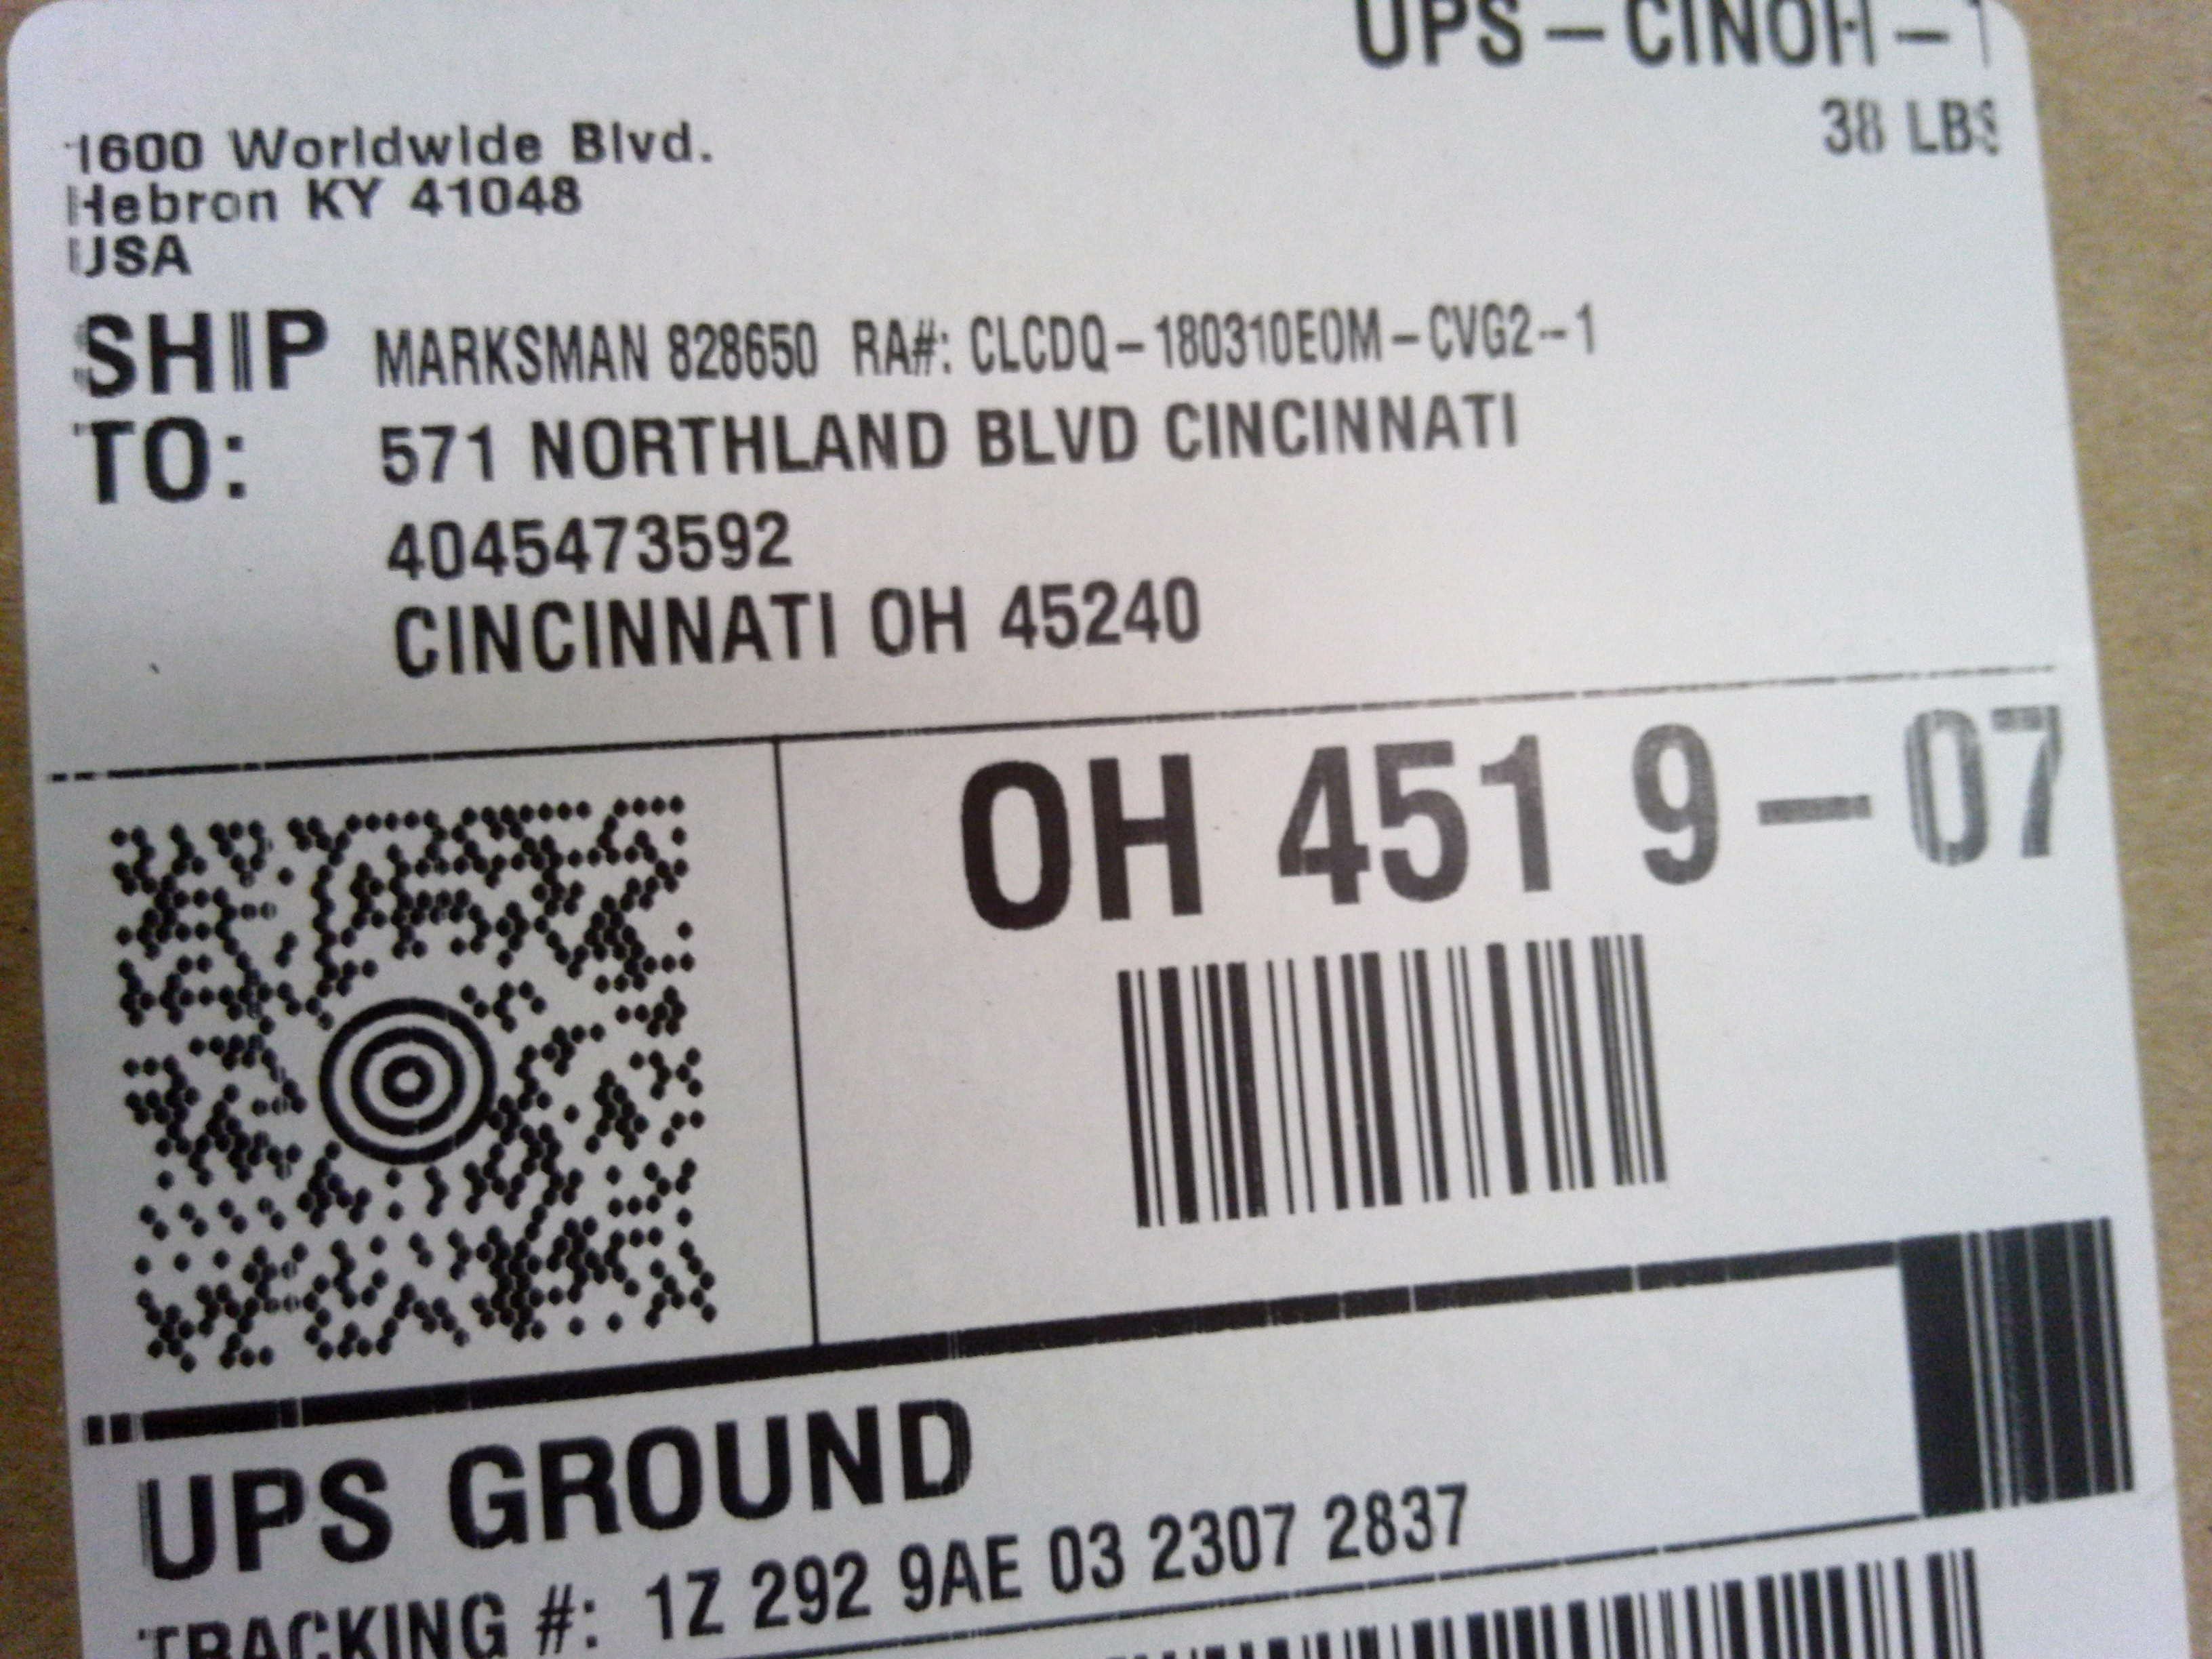 UPS – CINOH – 1
38 LBS
1600 Worldwide Blvd.
Hebron KY 41048
USA
SHIP TO: MARKSMAN 828650 RA#: CLCDQ – 180310EOM – CVG2 – 1
571 NORTHLAND BLVD CINCINNATI
4045473592
CINCINNATI OH 45240
OH 451 9 – 07
UPS GROUND
TRACKING #: 1Z 292 9AE 03 2307 2837